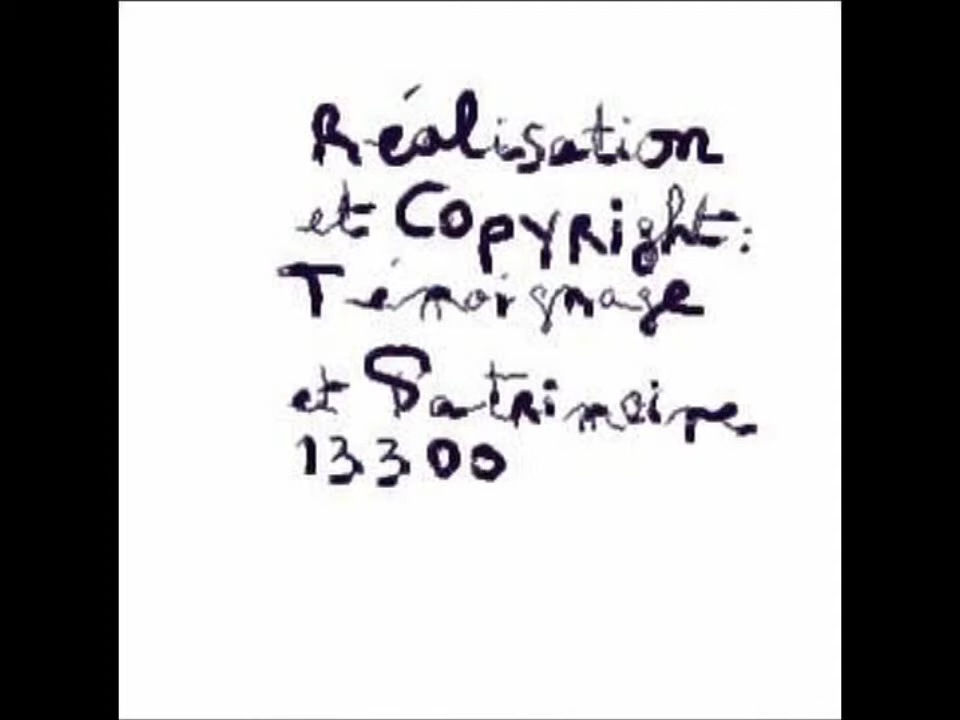 Réalisation
et Copyright :
Témoignage
et Patrimoine
13300